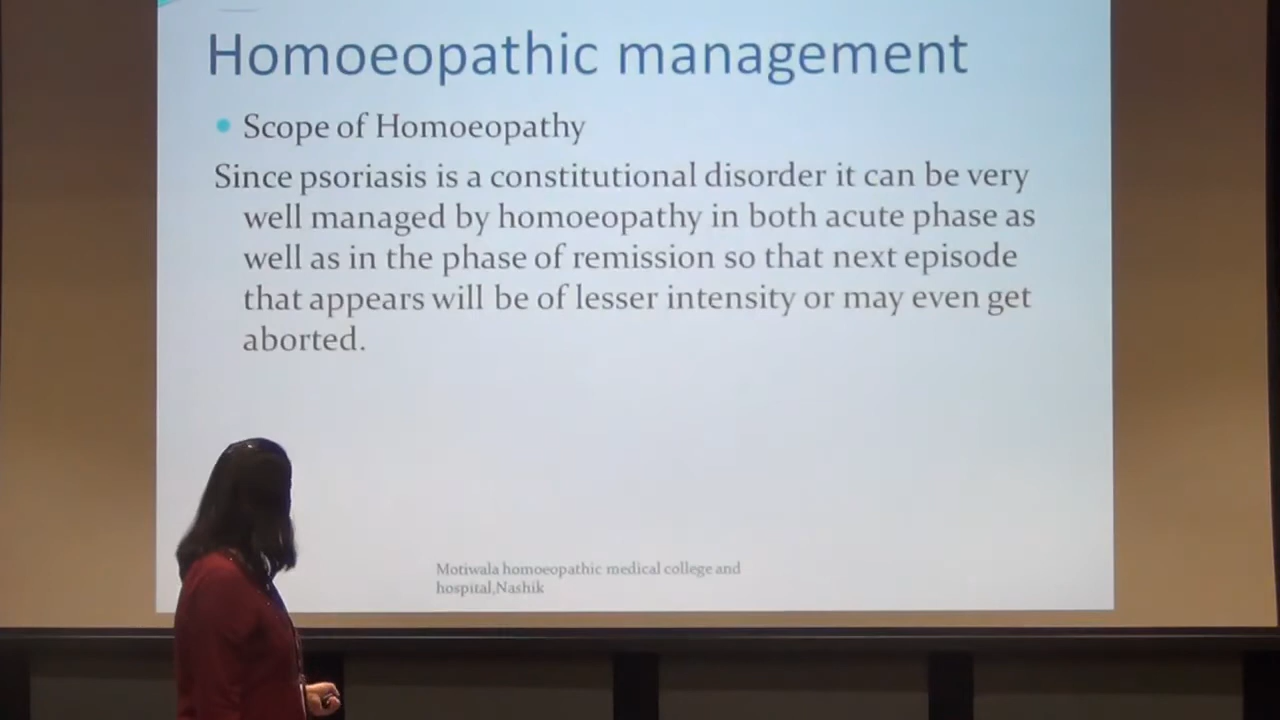 Homoeopathic management
Scope of Homoeopathy
Since psoriasis is a constitutional disorder it can be very
well managed by homoeopathy in both acute phase as
well as in the phase of remission so that next episode
that appears will be of lesser intensity or may even get
aborted.
Motiwala homoeopathic medical college and
hospital,Nashik